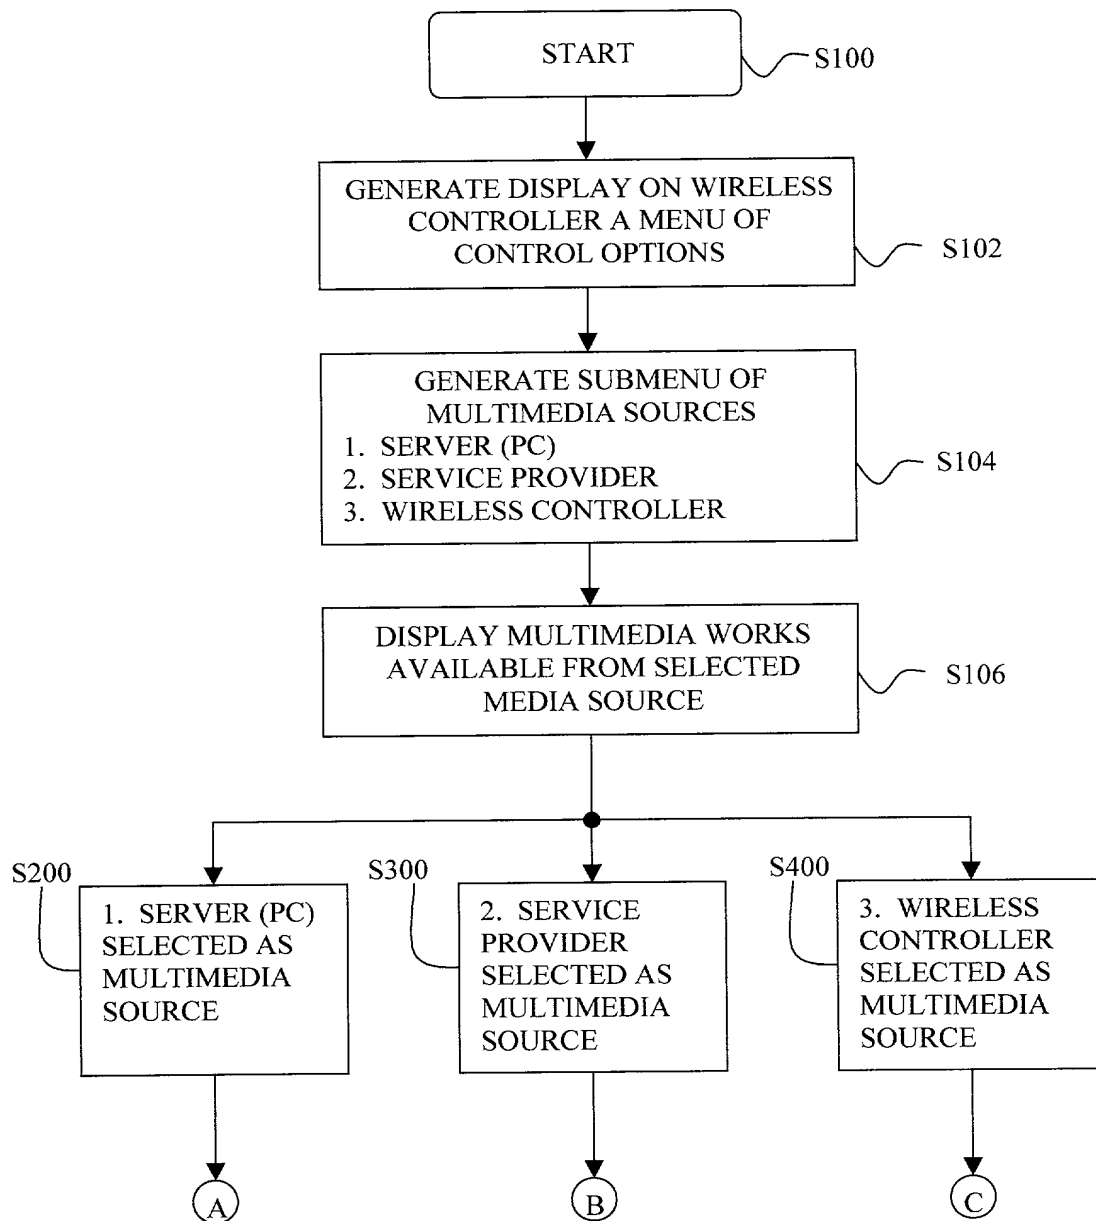 START
S100
GENERATE DISPLAY ON WIRELESS
CONTROLLER A MENU OF
CONTROL OPTIONS
S102
GENERATE SUBMENU OF
MULTIMEDIA SOURCES
1. SERVER (PC)
2. SERVICE PROVIDER
3. WIRELESS CONTROLLER
S104
DISPLAY MULTIMEDIA WORKS
AVAILABLE FROM SELECTED
MEDIA SOURCE
S106
S200
1. SERVER (PC)
SELECTED AS
MULTIMEDIA
SOURCE
S300
2. SERVICE
PROVIDER
SELECTED AS
MULTIMEDIA
SOURCE
S400
3. WIRELESS
CONTROLLER
SELECTED AS
MULTIMEDIA
SOURCE
A
B
C